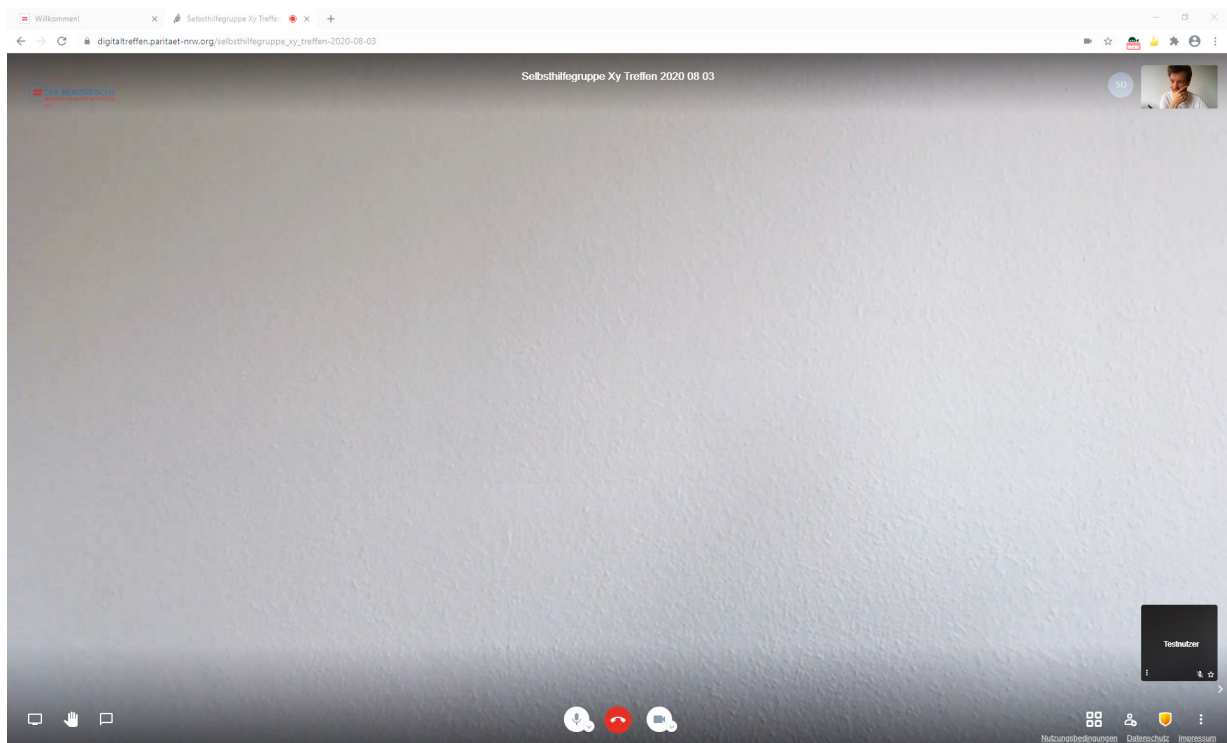 Willkommen!
Selbsthilfegruppe Xy Treffe
digitaltreffen.paritaet-nrw.org/selbsthilfegruppe_xy_treffen-2020-08-03
Selbsthilfegruppe Xy Treffen 2020 08 03
SD
DER PARITÄTISCHE
Testnutzer
Nutzungsbedingungen Datenschutz Impressum